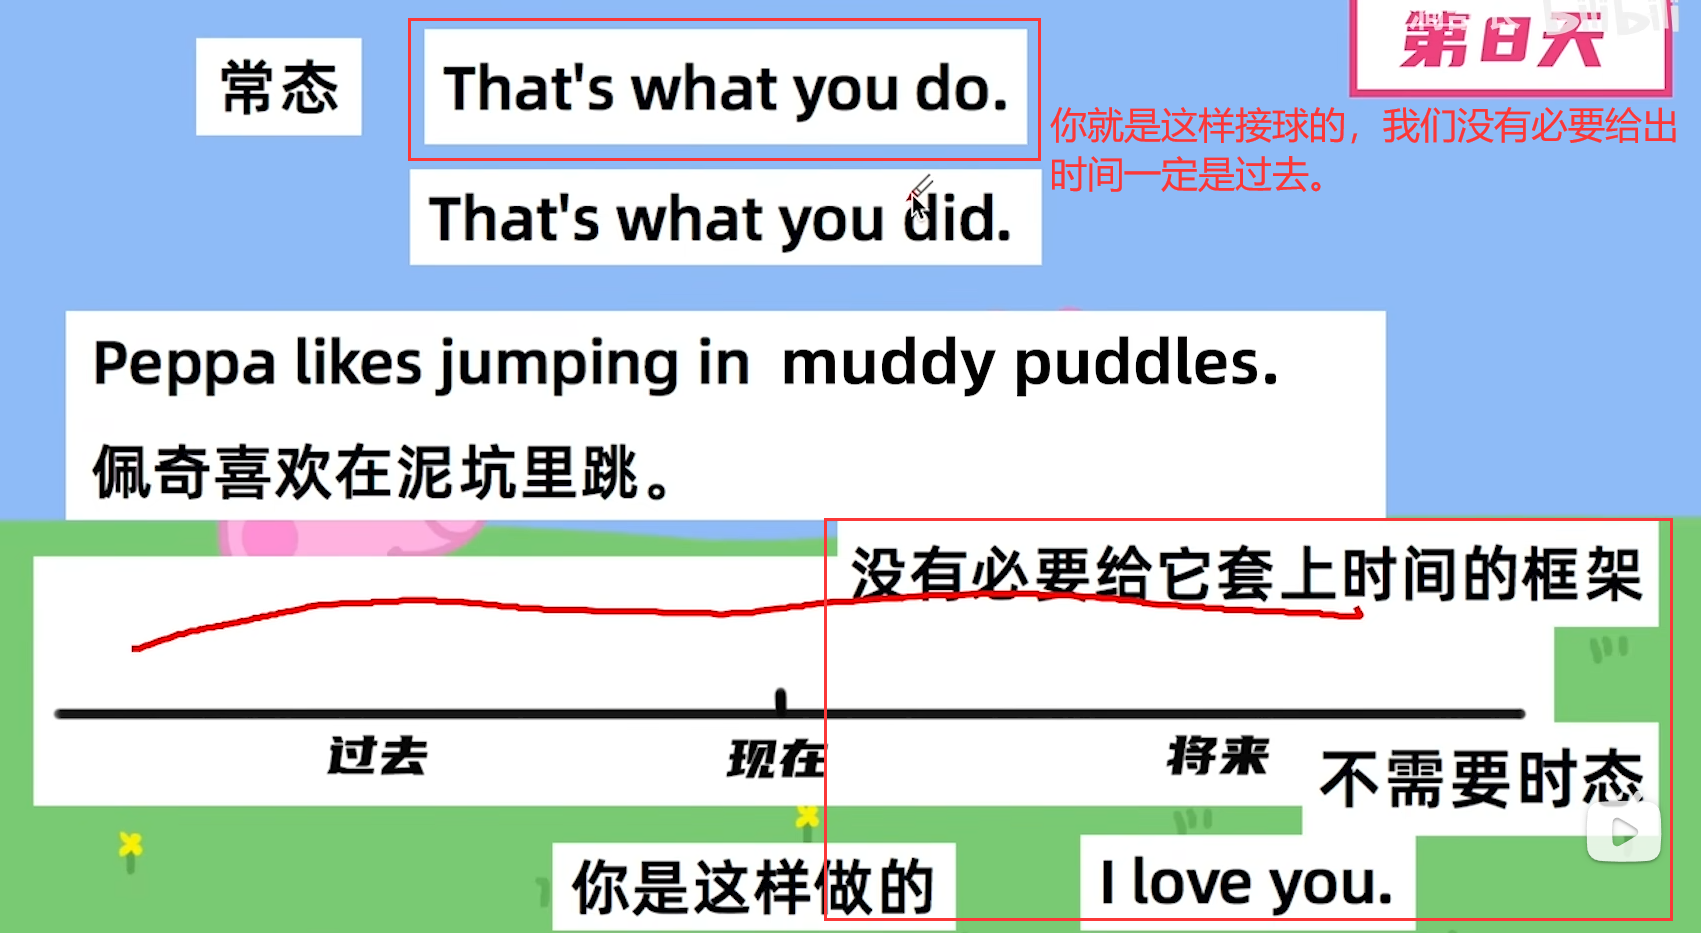 第8天
bilibili
常态
That's what you do.
你就是这样接球的，我们没有必要给出
时间一定是过去。
That's what you did.
Peppa likes jumping in muddy puddles.
佩奇喜欢在泥坑里跳。
没有必要给它套上时间的框架
过去
现在
将来
不需要时态
你是这样做的
I love you.